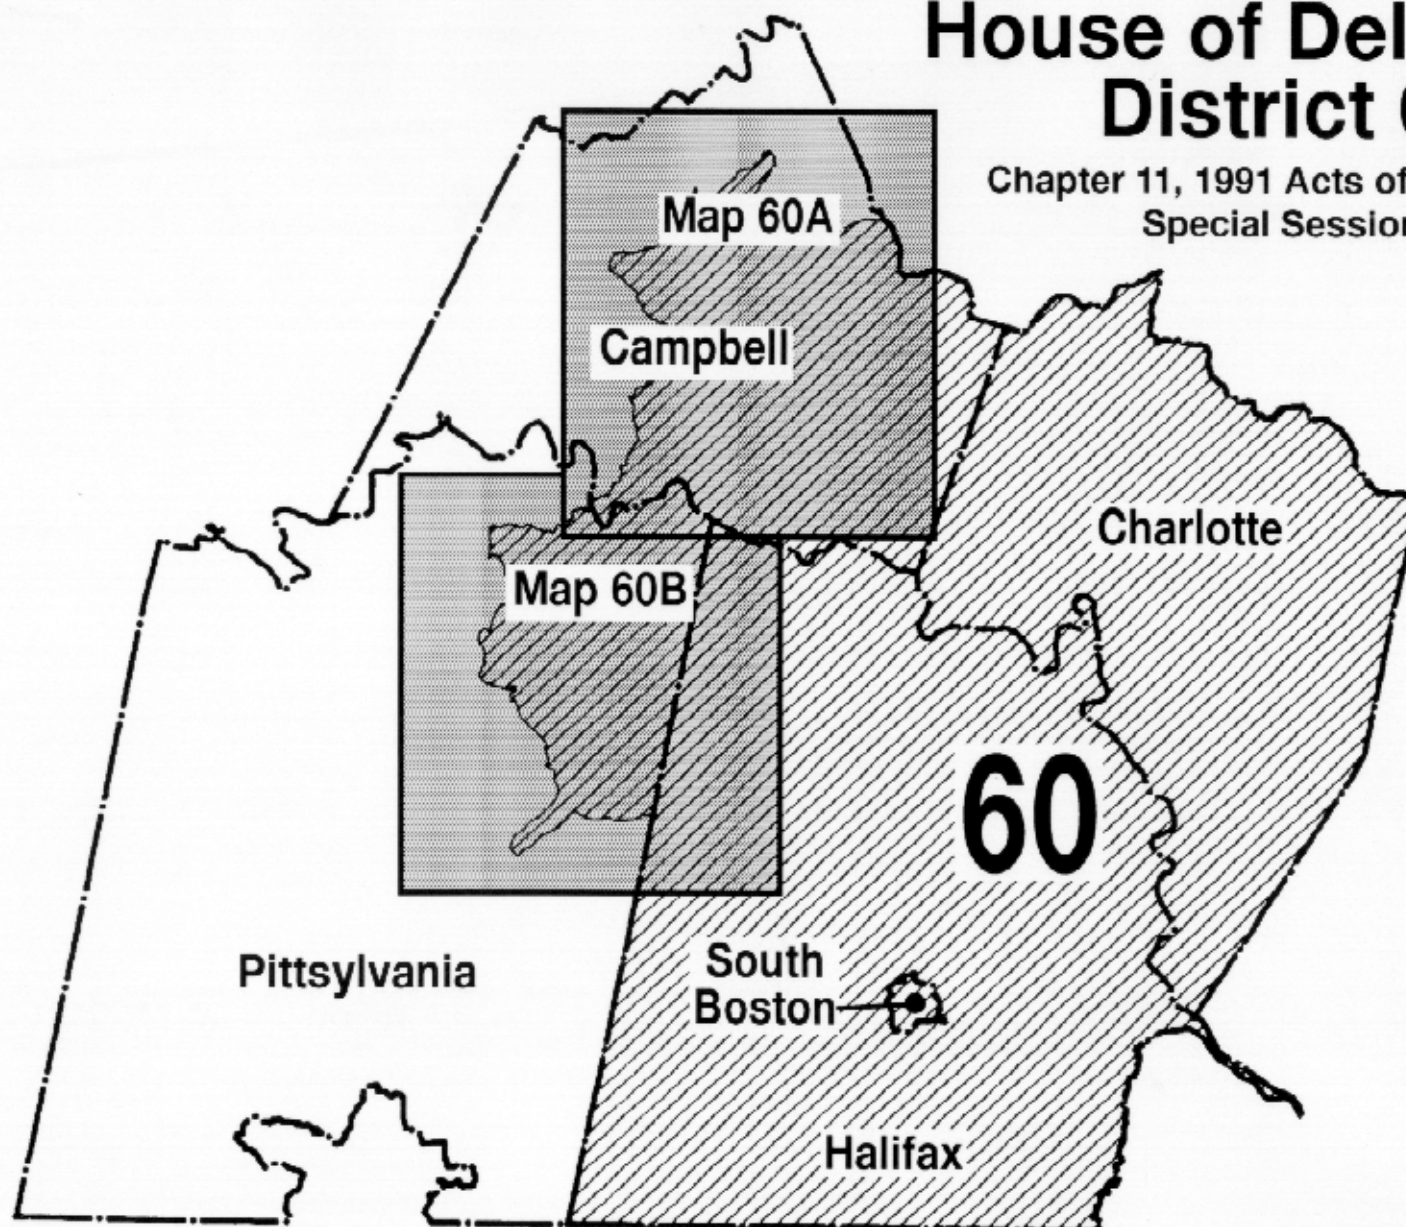 House of Del
District
Chapter 11, 1991 Acts of
Special Session
Map 60A
Campbell
Charlotte
Map 60B
60
Pittsylvania
South
Boston
Halifax